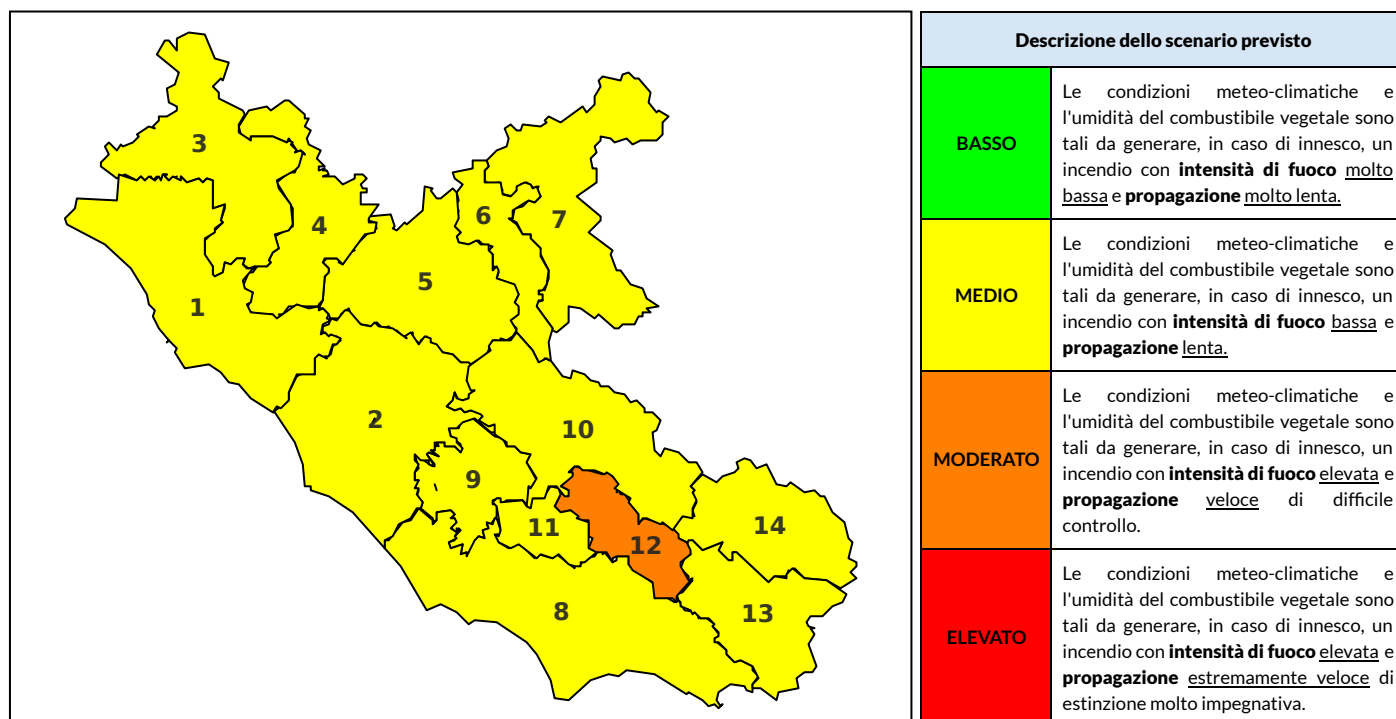 3
4
6
7
5
1
2
10
9
11
12
14
8
13
Descrizione dello scenario previsto
BASSO
Le condizioni meteo-climatiche e
l'umidità del combustibile vegetale sono
tali da generare, in caso di innesco, un
incendio con intensità di fuoco molto
bassa e propagazione molto lenta.
MEDIO
Le condizioni meteo-climatiche e
l'umidità del combustibile vegetale sono
tali da generare, in caso di innesco, un
incendio con intensità di fuoco bassa e
propagazione lenta.
MODERATO
Le condizioni meteo-climatiche e
l'umidità del combustibile vegetale sono
tali da generare, in caso di innesco, un
incendio con intensità di fuoco elevata e
propagazione veloce di difficile
controllo.
ELEVATO
Le condizioni meteo-climatiche e
l'umidità del combustibile vegetale sono
tali da generare, in caso di innesco, un
incendio con intensità di fuoco elevata e
propagazione estremamente veloce di
estinzione molto impegnativa.